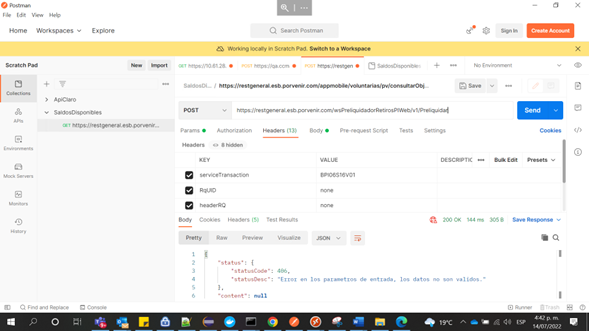 Postman
File Edit View Help
Home Workspaces Explore Search Postman Sign In Create Account
Working locally in Scratch Pad. Switch to a Workspace
Scratch Pad New Import
GET https://10.61.28. POST https://qa.com POST https://restgen SaldosDisponible No Environment
Collections
APIs
Environments
Mock Servers
Monitors
History
ApiClaro
SaldosDisponibles
GET https://restgeneral.esb.porvenir....
SaldosDi... / https://restgeneral.esb.porvenir.com/appmobile/voluntarias/pv/consultarObj... Save
POST https://restgeneral.esb.porvenir.com/wsPreliquidadorRetirosPIWeb/v1/Preliquidar Send
Params Authorization Headers (13) Body Pre-request Script Tests Settings Cookies
Headers 8 hidden
KEY VALUE DESCRIPTIC Bulk Edit Presets
serviceTransaction BPI06S16V01
RqUID none
headerRQ none
Body Cookies Headers (5) Test Results 200 OK 144 ms 305 B Save Response
Pretty Raw Preview Visualize JSON
1 {
2 "status": {
3 "statusCode": 406,
4 "statusDesc": "Error en los parametros de entrada, los datos no son validos."
5 },
6 "content": null
Find and Replace Console Runner Trash
19°C ESP 4:42 p. m.
14/07/2022